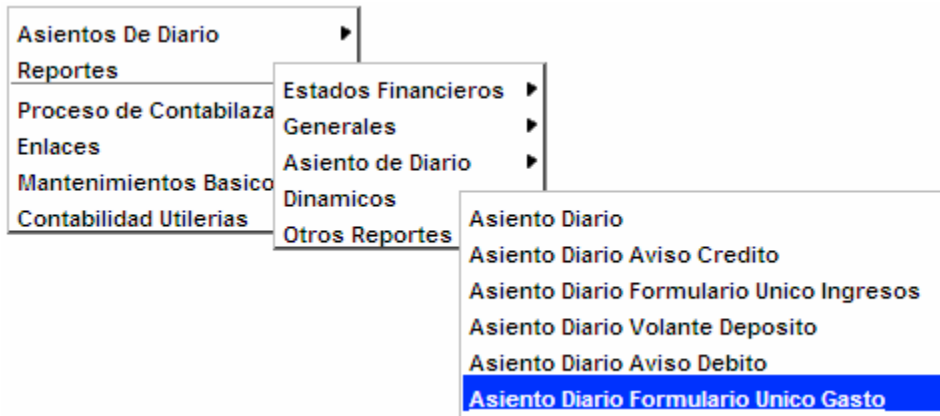 Asientos De Diario
Reportes
Proceso de Contabilaza
Enlaces
Mantenimientos Basico
Contabilidad Utilerias
Estados Financieros
Generales
Asiento de Diario
Dinamicos
Otros Reportes
Asiento Diario
Asiento Diario Aviso Credito
Asiento Diario Formulario Unico Ingresos
Asiento Diario Volante Deposito
Asiento Diario Aviso Debito
Asiento Diario Formulario Unico Gasto